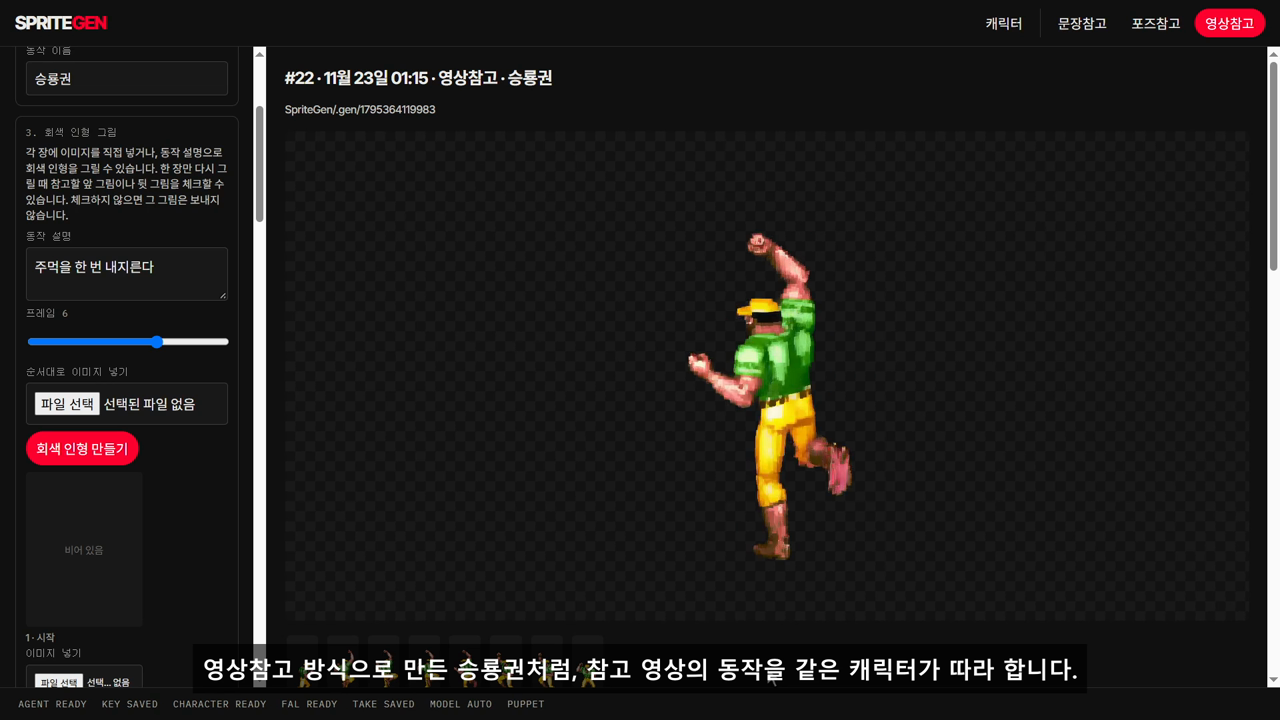 SPRITEGEN
캐릭터
문장참고
포즈참고
영상참고
동작 이름
승룡권
3. 회색 인형 그림
각 장에 이미지를 직접 넣거나, 동작 설명으로
회색 인형을 그릴 수 있습니다. 한 장만 다시 그
릴 때 참고할 앞 그림이나 뒷 그림을 체크할 수
있습니다. 체크하지 않으면 그 그림은 보내지
않습니다.
동작 설명
주먹을 한 번 내지른다
프레임 6
순서대로 이미지 넣기
파일 선택 선택된 파일 없음
회색 인형 만들기
비어 있음
1 · 시작
이미지 넣기
파일 선택 선택... 없음
#22 · 11월 23일 01:15 · 영상참고 · 승룡권
SpriteGen/.gen/1795364119983
영상참고 방식으로 만든 승룡권처럼, 참고 영상의 동작을 같은 캐릭터가 따라 합니다.
AGENT READY
KEY SAVED
CHARACTER READY
FAL READY
TAKE SAVED
MODEL AUTO
PUPPET